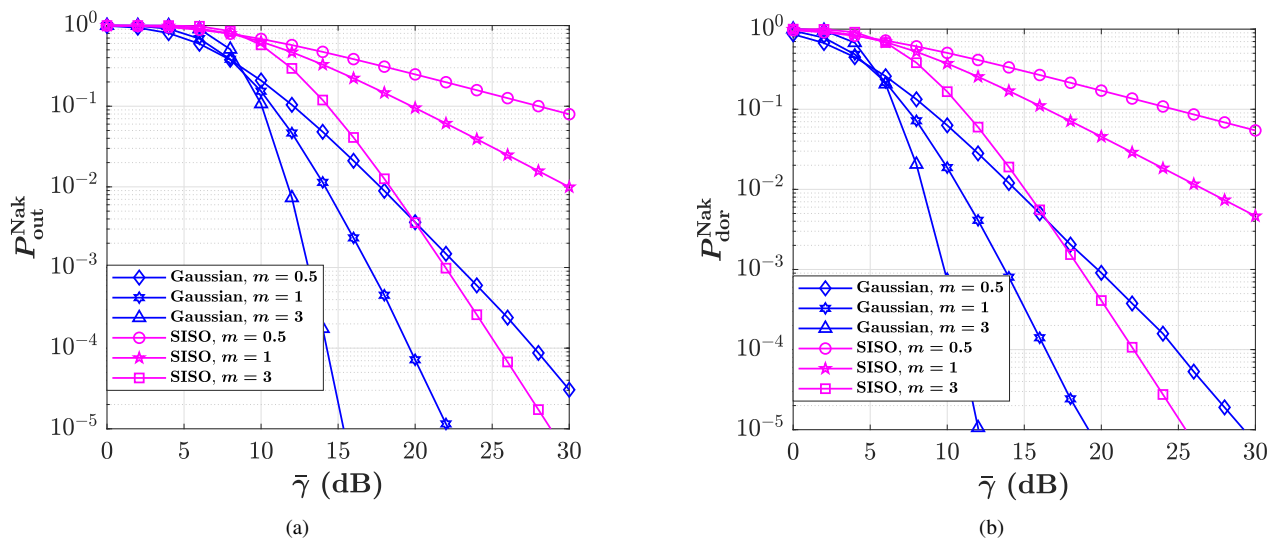 10^0
10^-1
10^-2
10^-3
10^-4
10^-5
P_out^Nak
Gaussian, m = 0.5
Gaussian, m = 1
Gaussian, m = 3
SISO, m = 0.5
SISO, m = 1
SISO, m = 3
0 5 10 15 20 25 30
γ̄ (dB)
(a)
10^0
10^-1
10^-2
10^-3
10^-4
10^-5
P_dor^Nak
Gaussian, m = 0.5
Gaussian, m = 1
Gaussian, m = 3
SISO, m = 0.5
SISO, m = 1
SISO, m = 3
0 5 10 15 20 25 30
γ̄ (dB)
(b)